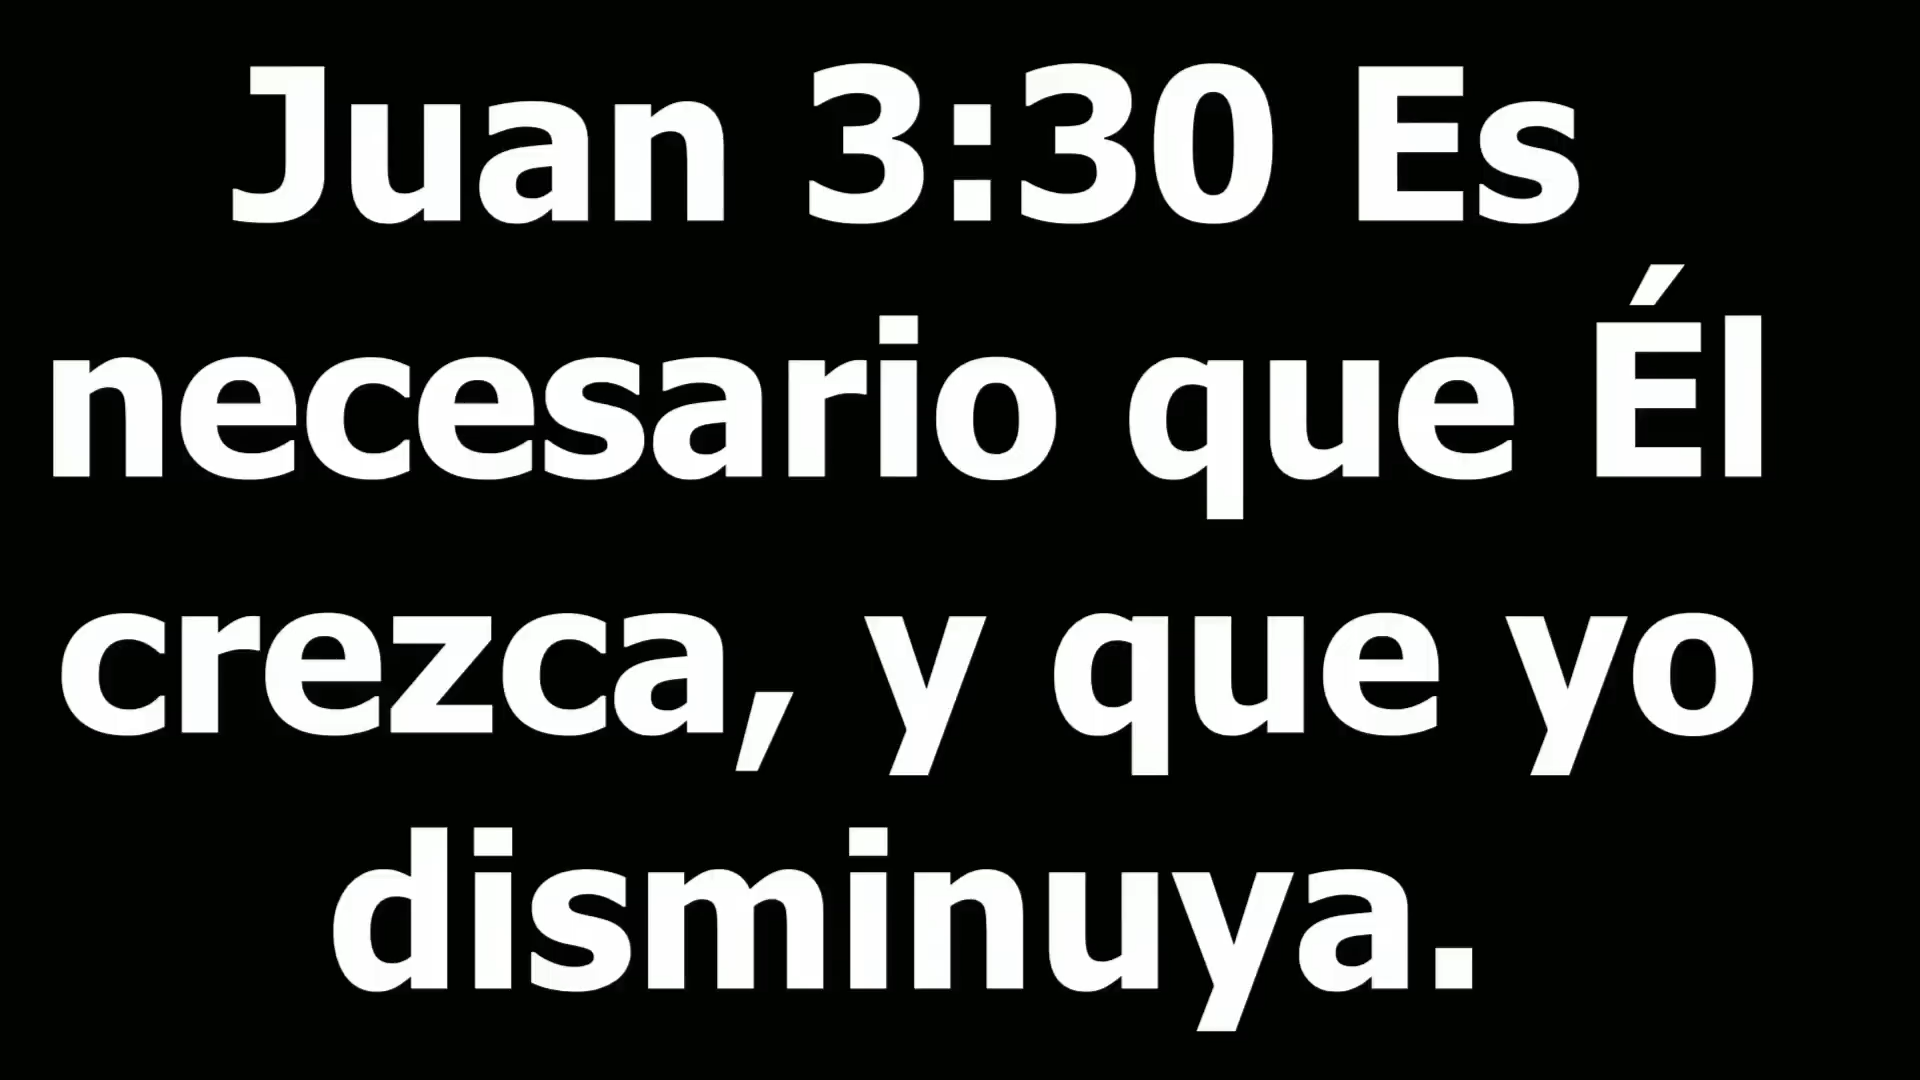 Juan 3:30 Es
necesario que Él
crezca, y que yo
disminuya.